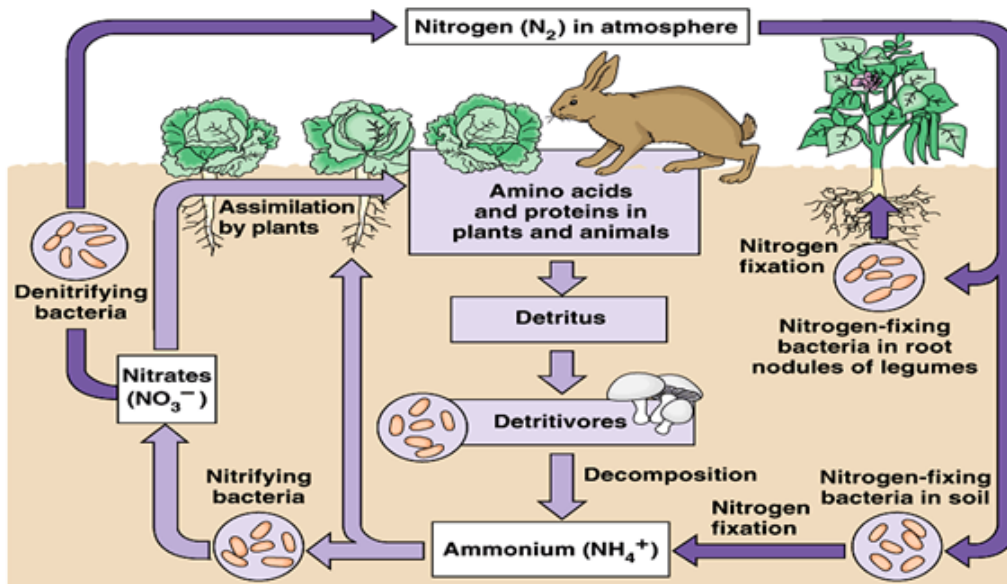 Nitrogen (N₂) in atmosphere
Assimilation
by plants
Amino acids
and proteins in
plants and animals
Nitrogen
fixation
Denitrifying
bacteria
Detritus
Nitrogen-fixing
bacteria in root
nodules of legumes
Nitrates
(NO₃⁻)
Detritivores
Decomposition
Nitrifying
bacteria
Nitrogen-fixing
bacteria in soil
Nitrogen
fixation
Ammonium (NH₄⁺)